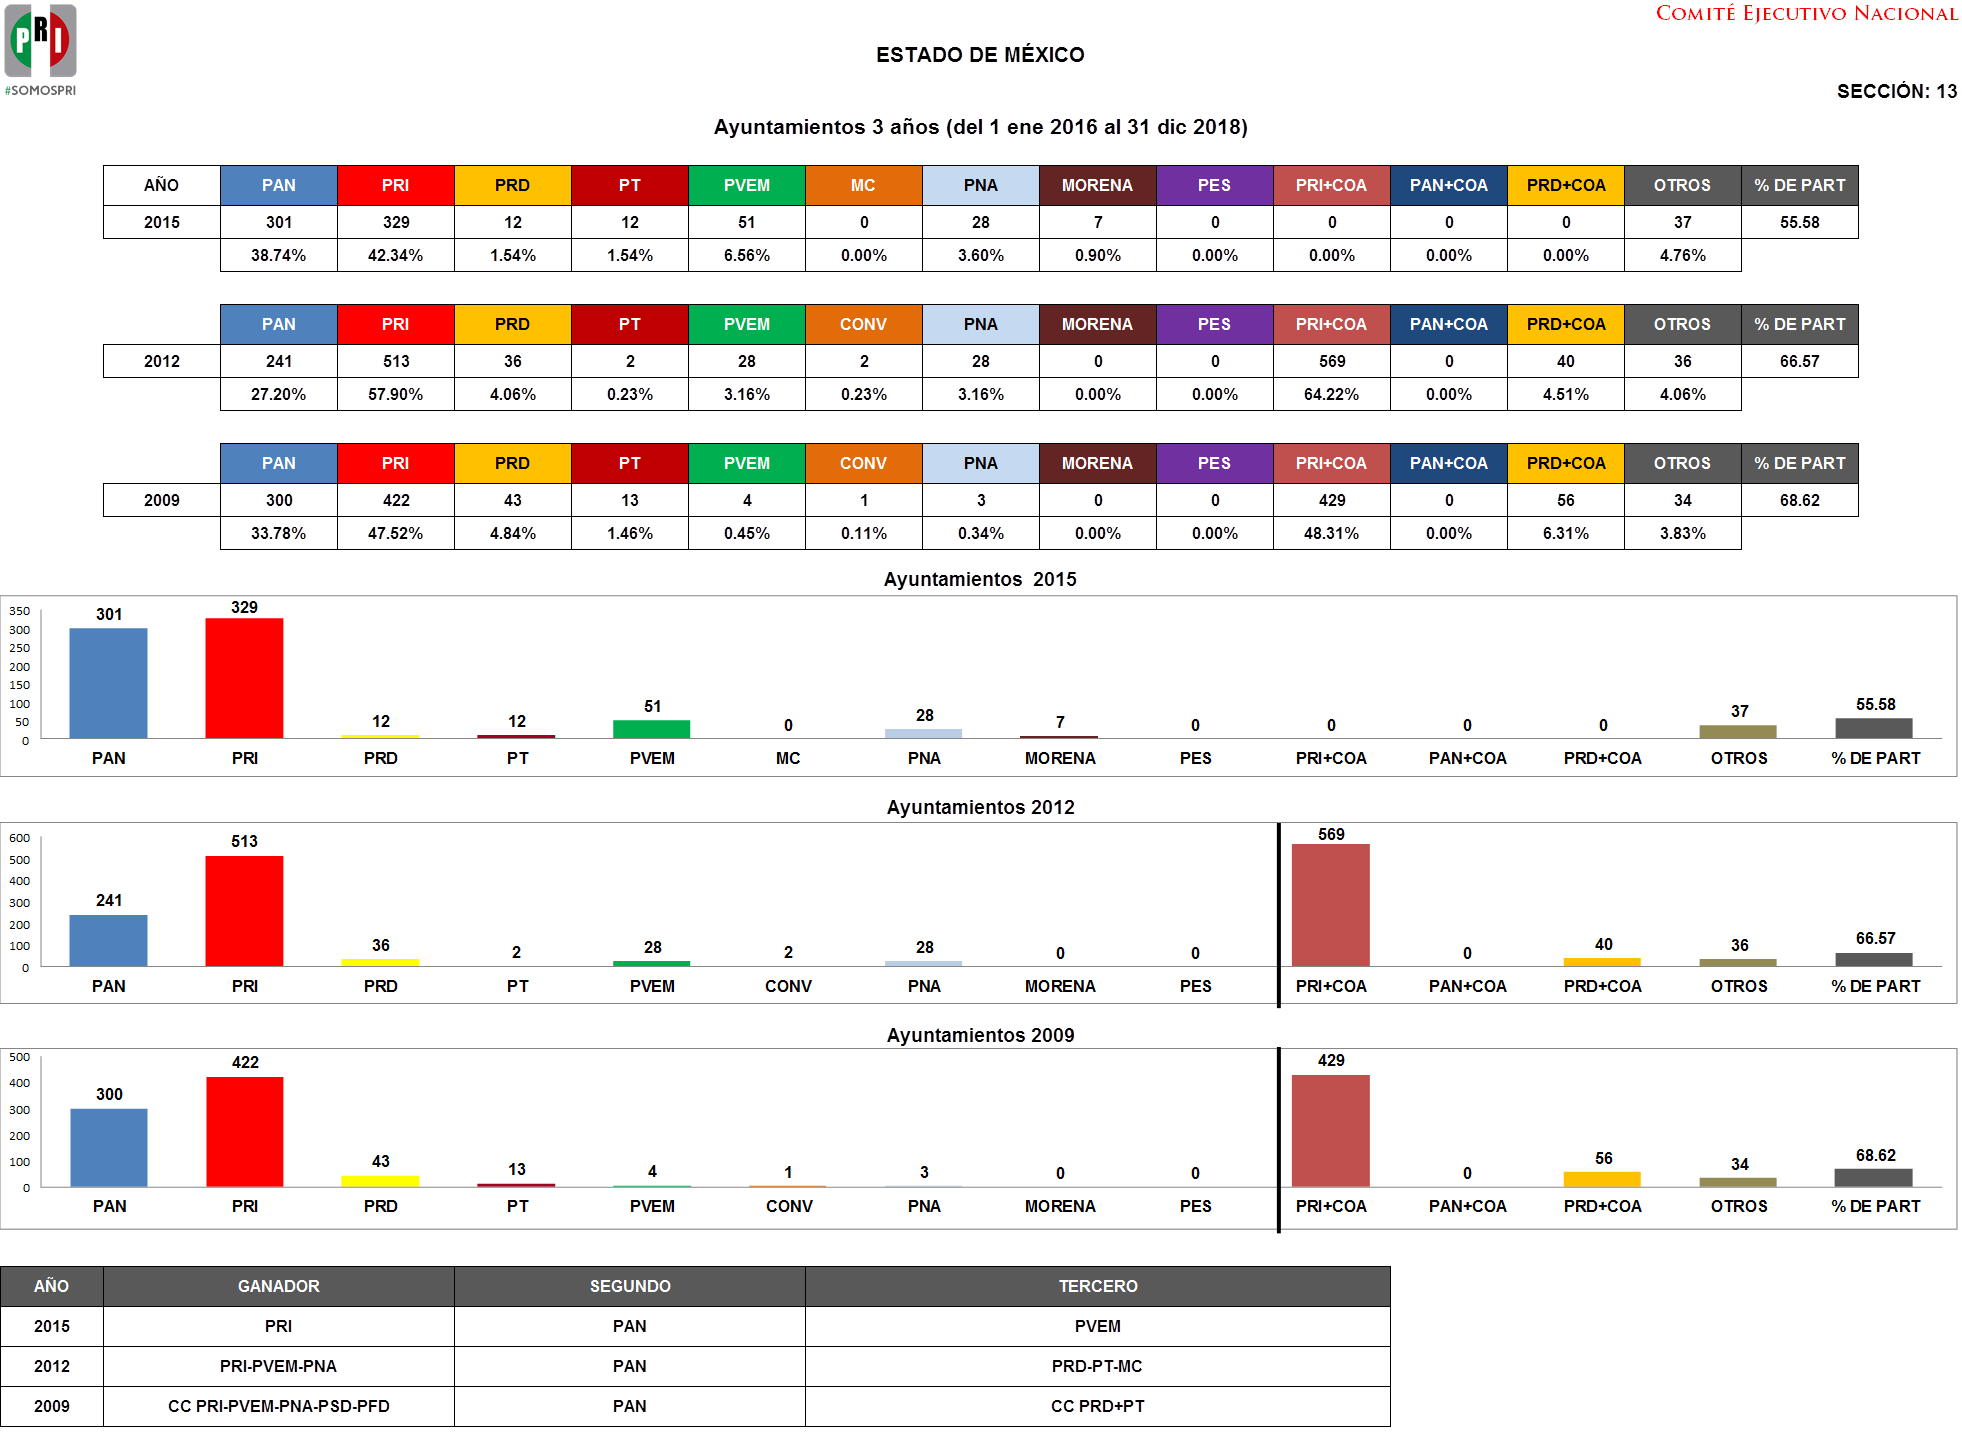 COMITÉ EJECUTIVO NACIONAL
PRI
#SOMOSPRI
ESTADO DE MÉXICO
SECCIÓN: 13
Ayuntamientos 3 años (del 1 ene 2016 al 31 dic 2018)
AÑO PAN PRI PRD PT PVEM MC PNA MORENA PES PRI+COA PAN+COA PRD+COA OTROS % DE PART
2015 301 329 12 12 51 0 28 7 0 0 0 0 37 55.58
38.74% 42.34% 1.54% 1.54% 6.56% 0.00% 3.60% 0.90% 0.00% 0.00% 0.00% 0.00% 4.76%
PAN PRI PRD PT PVEM CONV PNA MORENA PES PRI+COA PAN+COA PRD+COA OTROS % DE PART
2012 241 513 36 2 28 2 28 0 0 569 0 40 36 66.57
27.20% 57.90% 4.06% 0.23% 3.16% 0.23% 3.16% 0.00% 0.00% 64.22% 0.00% 4.51% 4.06%
PAN PRI PRD PT PVEM CONV PNA MORENA PES PRI+COA PAN+COA PRD+COA OTROS % DE PART
2009 300 422 43 13 4 1 3 0 0 429 0 56 34 68.62
33.78% 47.52% 4.84% 1.46% 0.45% 0.11% 0.34% 0.00% 0.00% 48.31% 0.00% 6.31% 3.83%
Ayuntamientos 2015
350
300
250
200
150
100
50
0
301 329 12 12 51 0 28 7 0 0 0 0 37 55.58
PAN PRI PRD PT PVEM MC PNA MORENA PES PRI+COA PAN+COA PRD+COA OTROS % DE PART
Ayuntamientos 2012
600
500
400
300
200
100
0
241 513 36 2 28 2 28 0 0 569 0 40 36 66.57
PAN PRI PRD PT PVEM CONV PNA MORENA PES PRI+COA PAN+COA PRD+COA OTROS % DE PART
Ayuntamientos 2009
500
400
300
200
100
0
300 422 43 13 4 1 3 0 0 429 0 56 34 68.62
PAN PRI PRD PT PVEM CONV PNA MORENA PES PRI+COA PAN+COA PRD+COA OTROS % DE PART
AÑO GANADOR SEGUNDO TERCERO
2015 PRI PAN PVEM
2012 PRI-PVEM-PNA PAN PRD-PT-MC
2009 CC PRI-PVEM-PNA-PSD-PFD PAN CC PRD+PT